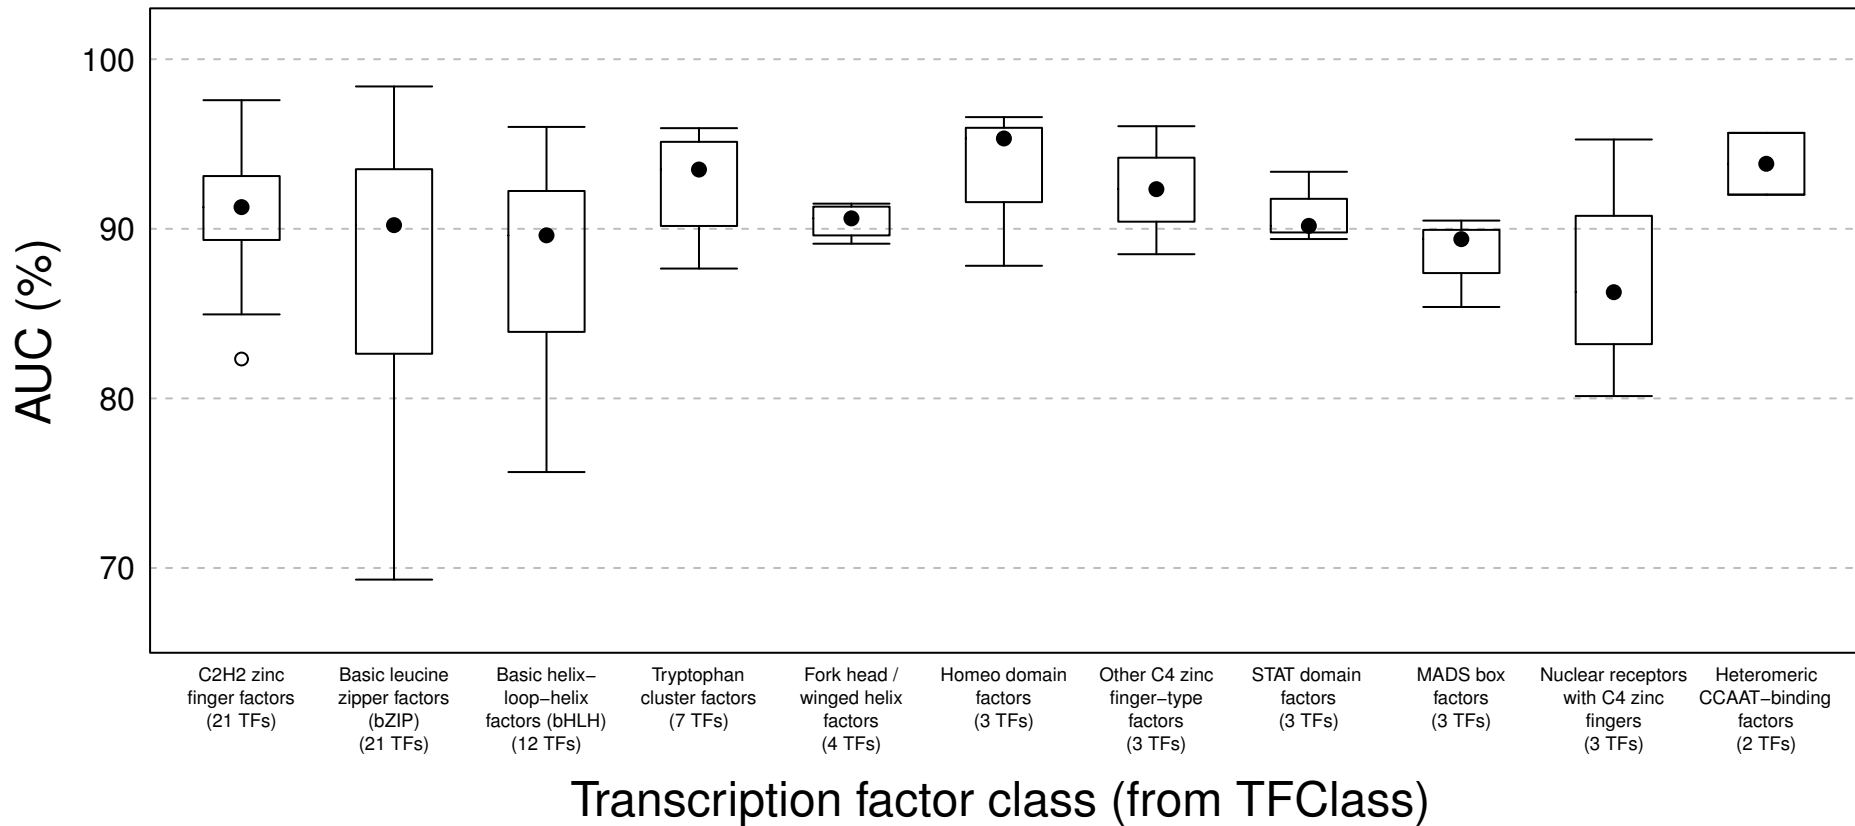 AUC (%)
100
90
80
70
C2H2 zinc
finger factors
(21 TFs)
Basic leucine
zipper factors
(bZIP)
(21 TFs)
Basic helix−
loop−helix
factors (bHLH)
(12 TFs)
Tryptophan
cluster factors
(7 TFs)
Fork head /
winged helix
factors
(4 TFs)
Homeo domain
factors
(3 TFs)
Other C4 zinc
finger−type
factors
(3 TFs)
STAT domain
factors
(3 TFs)
MADS box
factors
(3 TFs)
Nuclear receptors
with C4 zinc
fingers
(3 TFs)
Heteromeric
CCAAT−binding
factors
(2 TFs)
Transcription factor class (from TFClass)